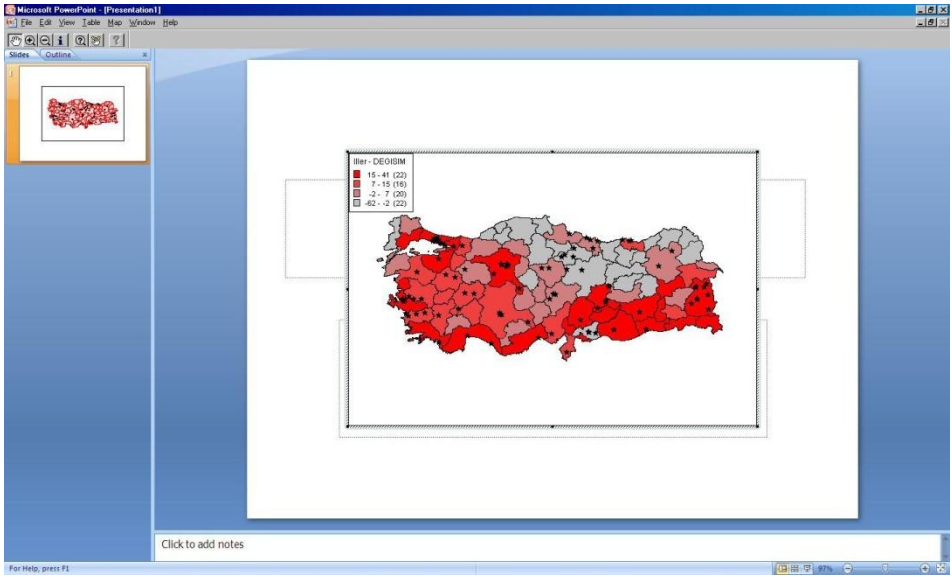 Microsoft PowerPoint - [Presentation1]
File Edit View Table Map Window Help
Slides Outline
1
Iller - DEGISIM
15 - 41 (22)
7 - 15 (16)
-2 - 7 (20)
-62 - -2 (22)
Click to add notes
For Help, press F1
97%